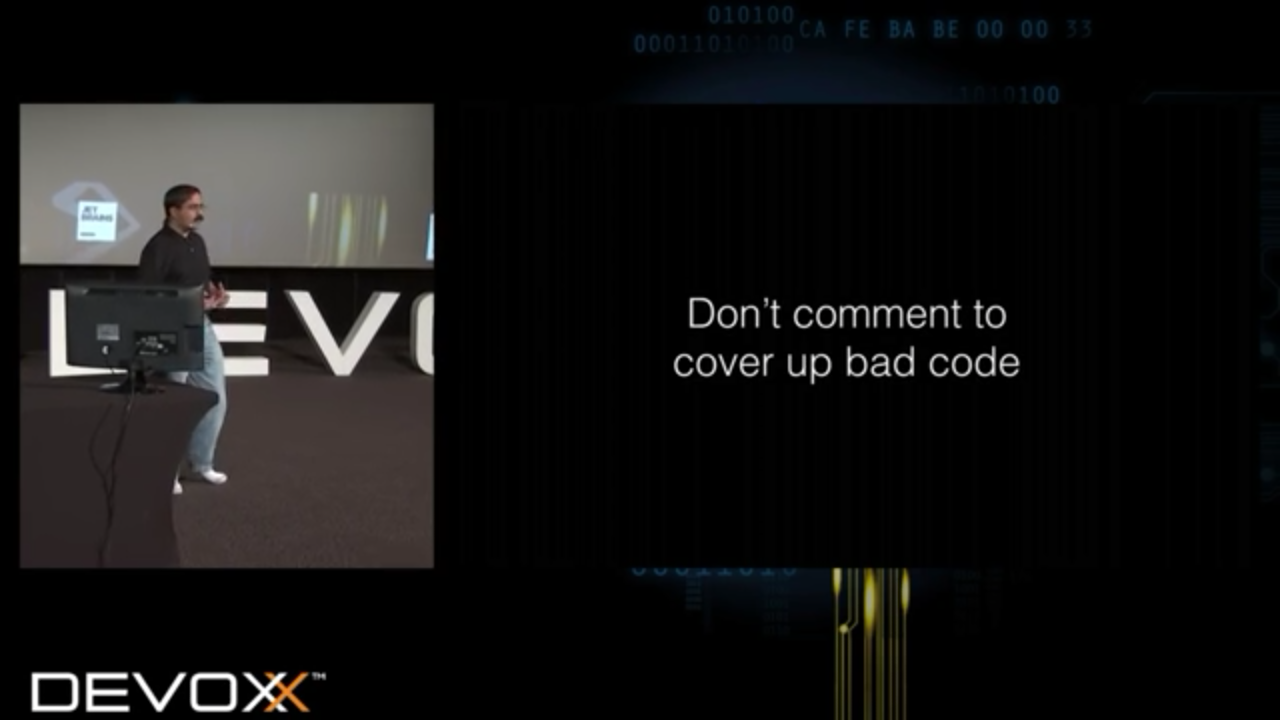 010100
00011010100
CA FE BA BE 00 00 33
1010100
JET
BRAINS
DEVO
Don't comment to
cover up bad code
00011010
DEVOXX™